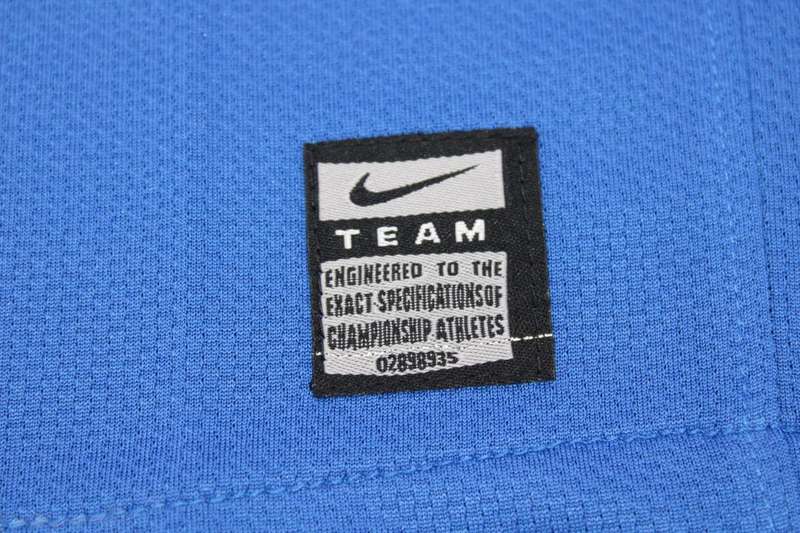 TEAM
ENGINEERED TO THE
EXACT SPECIFICATIONS OF
CHAMPIONSHIP ATHLETES
02898935